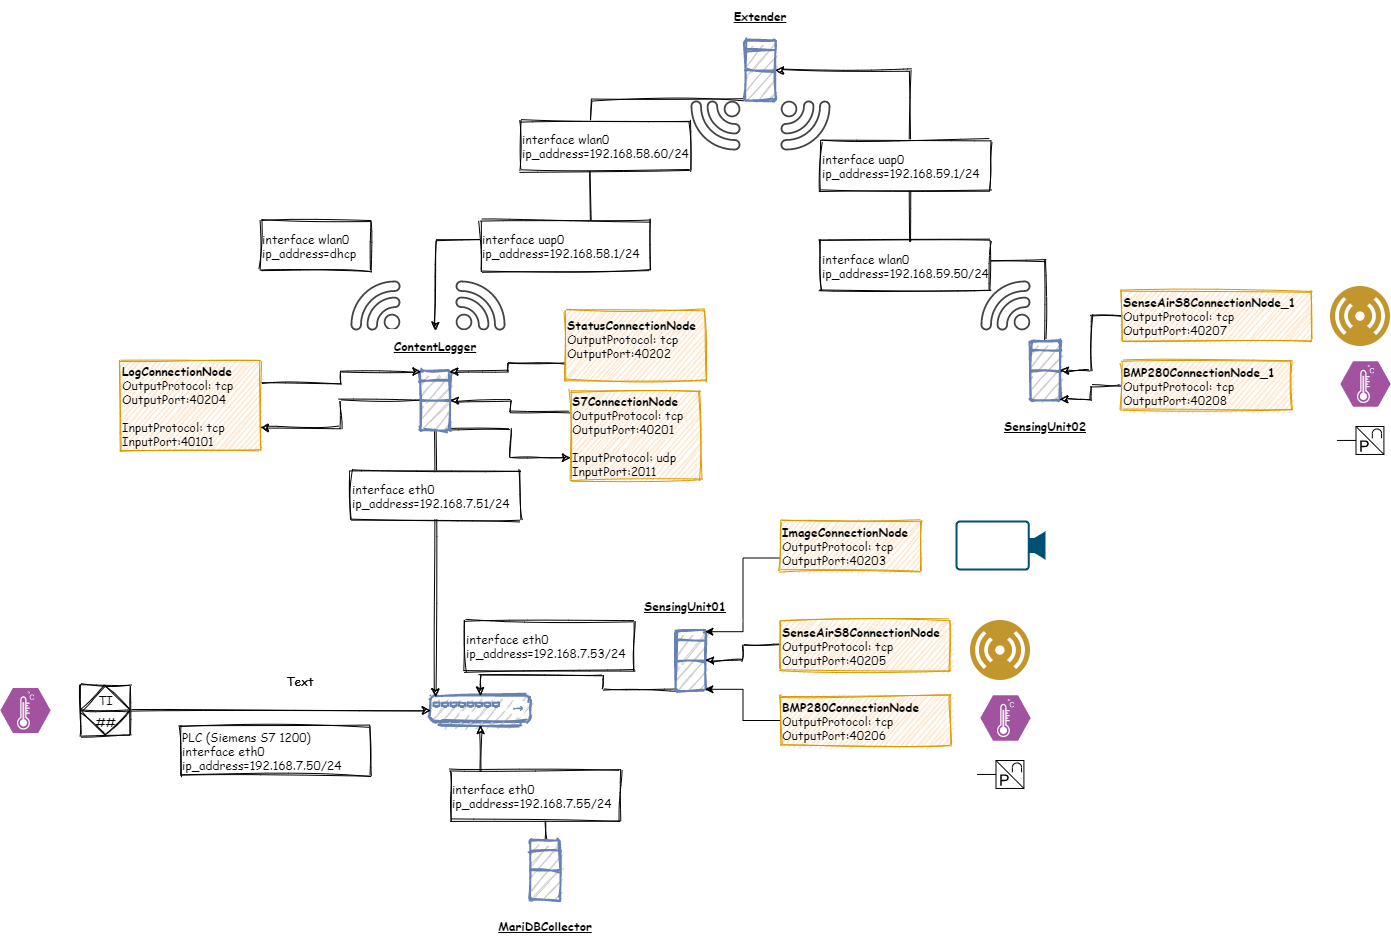 Extender
interface wlan0
ip_address=192.168.58.60/24
interface uap0
ip_address=192.168.59.1/24
interface wlan0
ip_address=dhcp
interface uap0
ip_address=192.168.58.1/24
interface wlan0
ip_address=192.168.59.50/24
SenseAirS8ConnectionNode_1
OutputProtocol: tcp
OutputPort:40207
StatusConnectionNode
OutputProtocol: tcp
OutputPort:40202
ContentLogger
LogConnectionNode
OutputProtocol: tcp
OutputPort:40204
InputProtocol: tcp
InputPort:40101
BMP280ConnectionNode_1
OutputProtocol: tcp
OutputPort:40208
°C
S7ConnectionNode
OutputProtocol: tcp
OutputPort:40201
InputProtocol: udp
InputPort:2011
SensingUnit02
P
interface eth0
ip_address=192.168.7.51/24
ImageConnectionNode
OutputProtocol: tcp
OutputPort:40203
SensingUnit01
interface eth0
ip_address=192.168.7.53/24
SenseAirS8ConnectionNode
OutputProtocol: tcp
OutputPort:40205
Text
°C
TI
##
BMP280ConnectionNode
OutputProtocol: tcp
OutputPort:40206
°C
PLC (Siemens S7 1200)
interface eth0
ip_address=192.168.7.50/24
P
interface eth0
ip_address=192.168.7.55/24
MariDBCollector